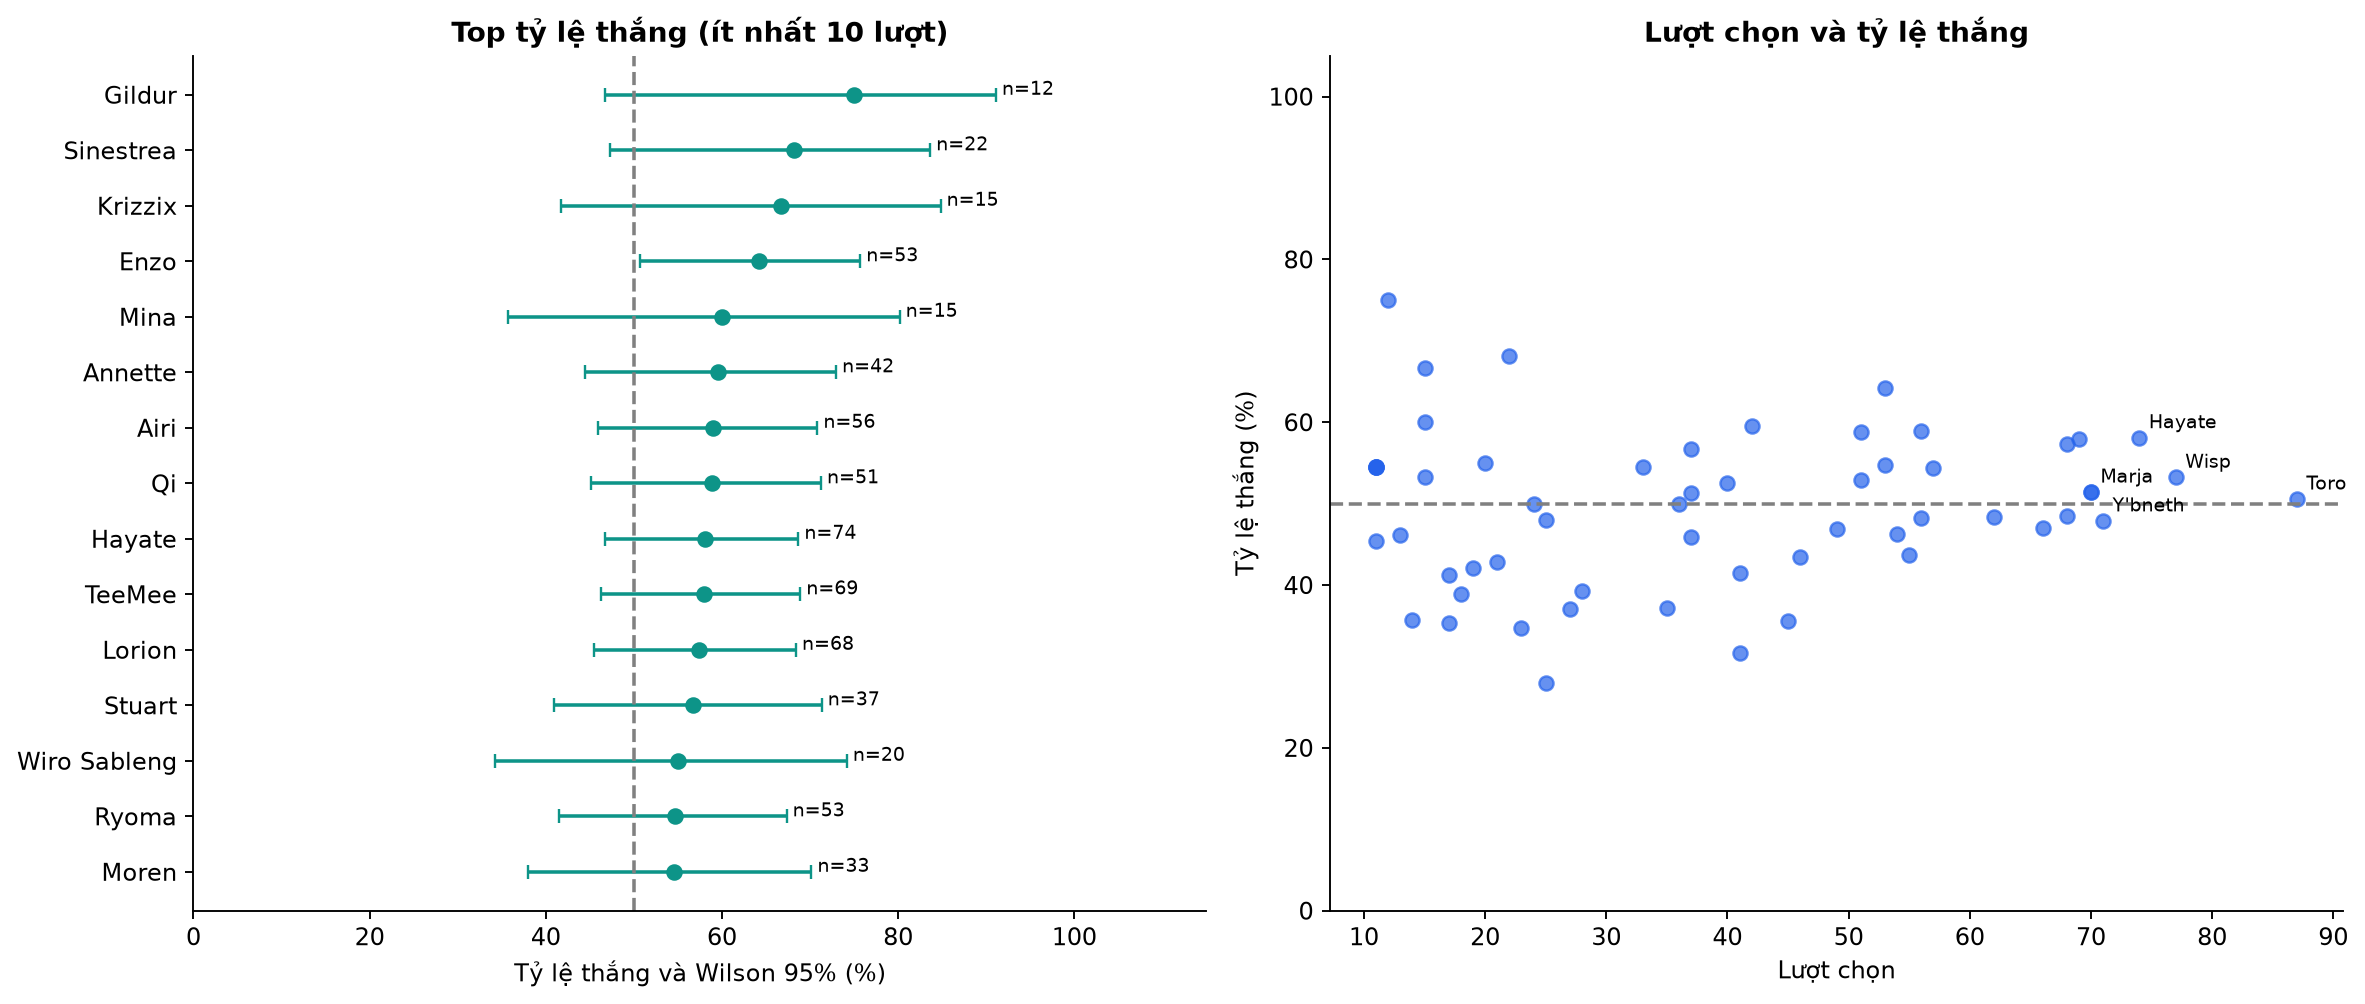 Top tỷ lệ thắng (ít nhất 10 lượt)
Gildur
n=12
Sinestrea
n=22
Krizzix
n=15
Enzo
n=53
Mina
n=15
Annette
n=42
Airi
n=56
Qi
n=51
Hayate
n=74
TeeMee
n=69
Lorion
n=68
Stuart
n=37
Wiro Sableng
n=20
Ryoma
n=53
Moren
n=33
0 20 40 60 80 100
Tỷ lệ thắng và Wilson 95% (%)
Lượt chọn và tỷ lệ thắng
Tỷ lệ thắng (%)
100
80
60
40
20
0
Hayate
Wisp
Marja
Toro
Y'bneth
10 20 30 40 50 60 70 80 90
Lượt chọn